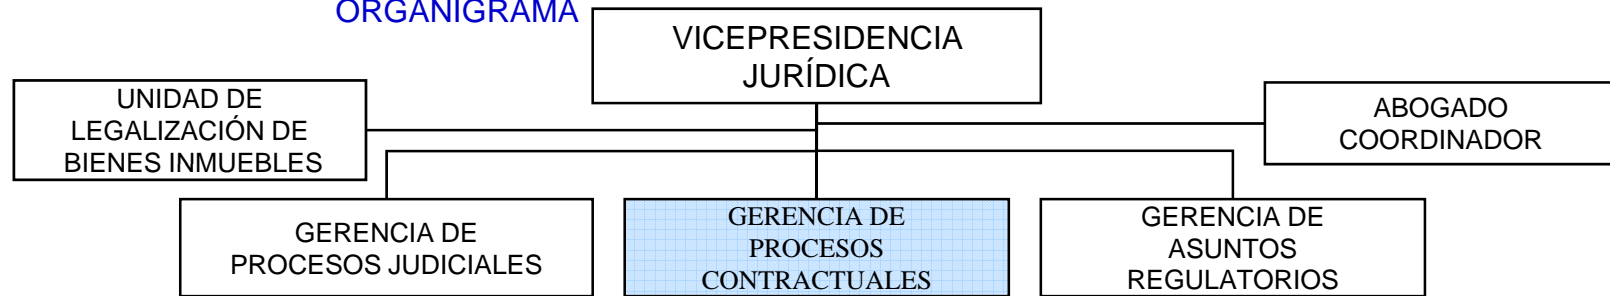 ORGANIGRAMA
VICEPRESIDENCIA
JURÍDICA
UNIDAD DE
LEGALIZACIÓN DE
BIENES INMUEBLES
ABOGADO
COORDINADOR
GERENCIA DE
PROCESOS JUDICIALES
GERENCIA DE
PROCESOS
CONTRACTUALES
GERENCIA DE
ASUNTOS
REGULATORIOS